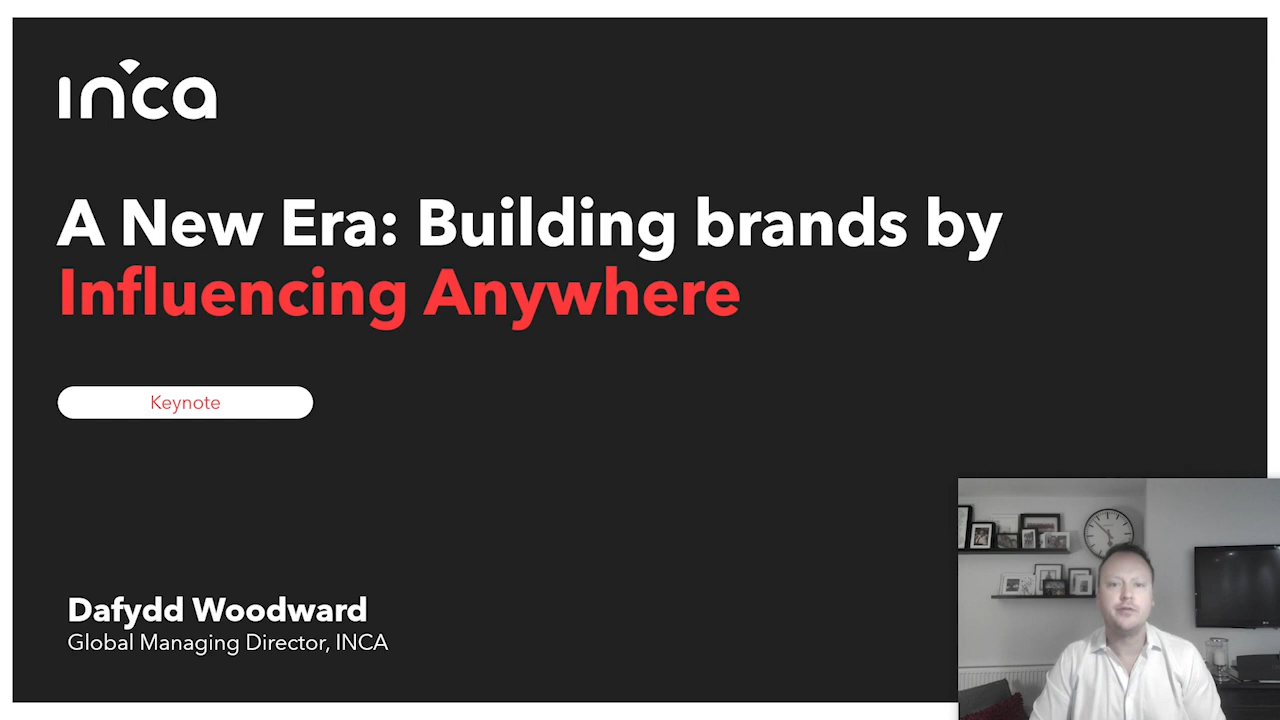 inca
A New Era: Building brands by
Influencing Anywhere
Keynote
Dafydd Woodward
Global Managing Director, INCA